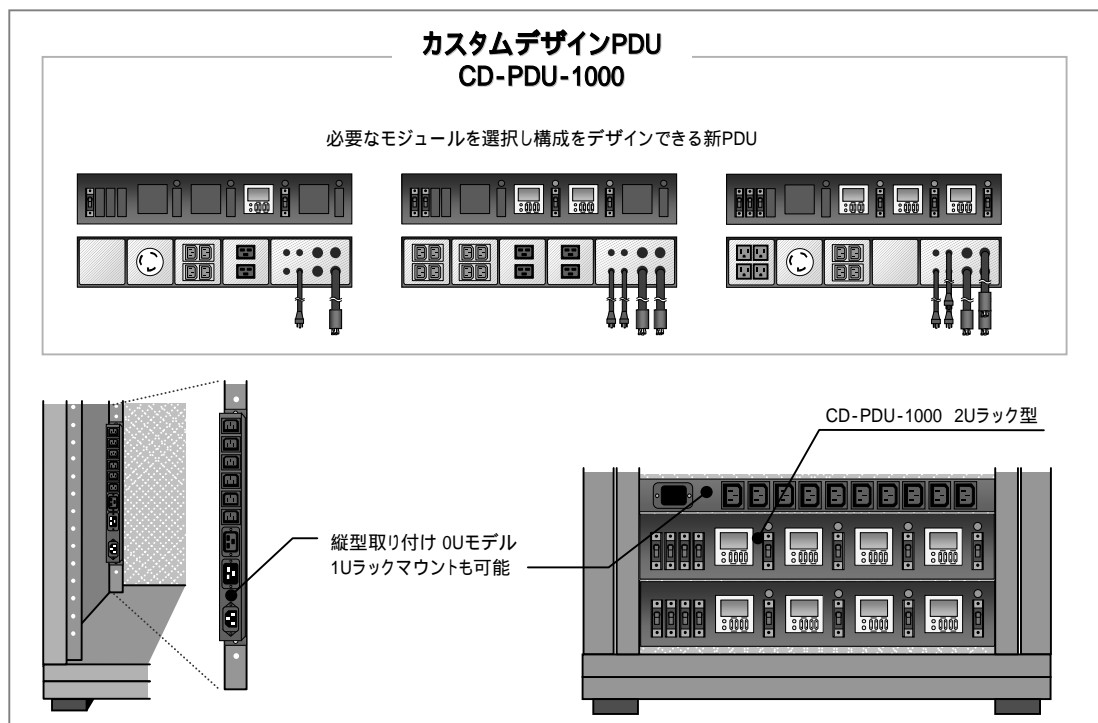 カスタムデザインPDU
CD-PDU-1000
必要なモジュールを選択し構成をデザインできる新PDU
CD-PDU-1000 2Uラック型
縦型取り付け 0Uモデル
1Uラックマウントも可能